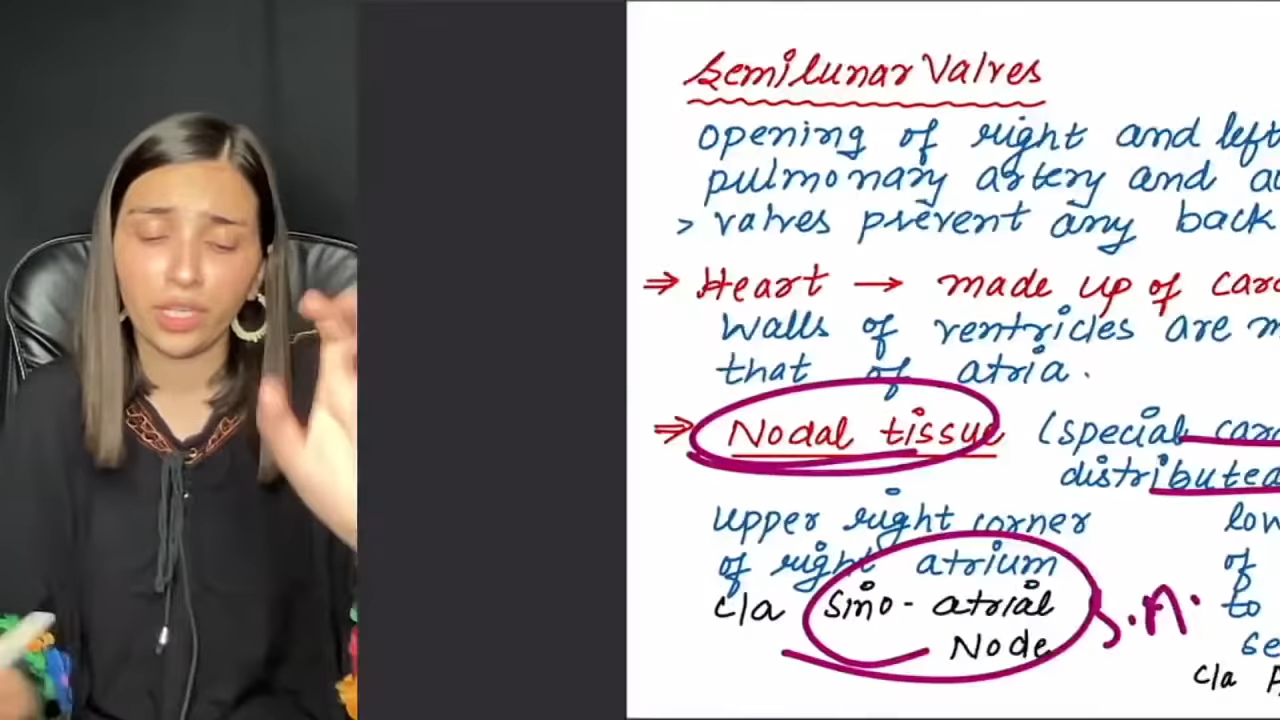 Semilunar Valves
opening of right and left
pulmonary artery and
> valves prevent any back
⇒ Heart → made up of
walls of ventricles are
that of atria.
⇒ Nodal tissue (special
distributed
upper right corner
of right atrium of
c/a Sino-atrial S.A. to
Node
c/a